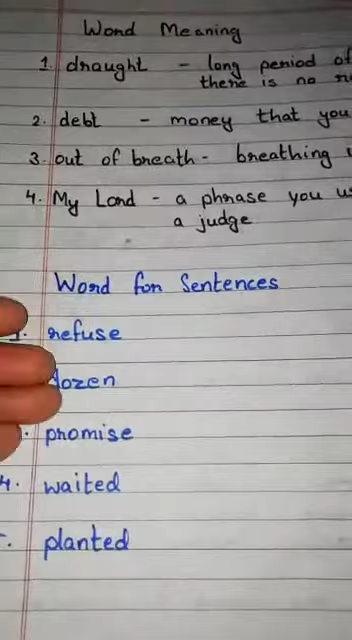 Word Meaning
1. draught - long period of
there is no
2. debt - money that you
3. out of breath - breathing
4. My Lord - a phrase you
a judge
Word for Sentences
refuse
dozen
promise
4. waited
planted